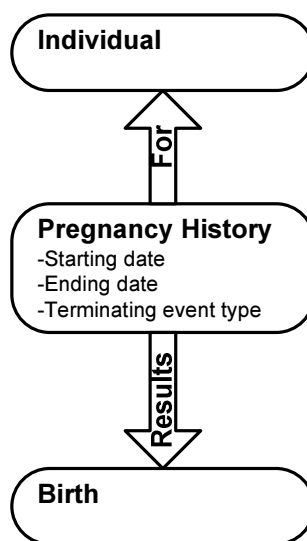 Individual
For
Pregnancy History
-Starting date
-Ending date
-Terminating event type
Results
Birth